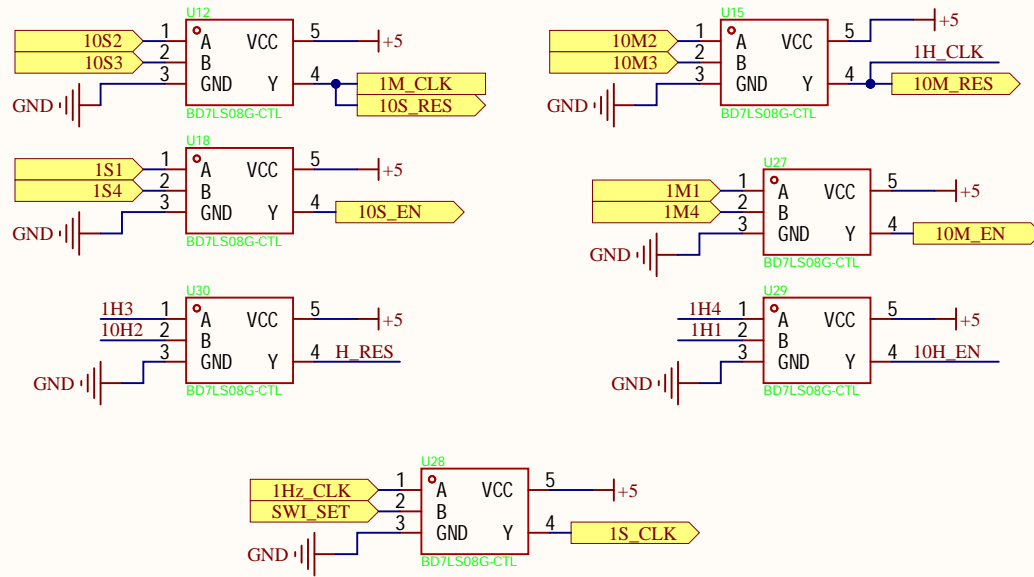 U12
10S2 1 A VCC 5 +5
10S3 2 B
3 GND Y 4 1M_CLK
GND 10S_RES
BD7LS08G-CTL
U15
10M2 1 A VCC 5 +5
10M3 2 B 1H_CLK
3 GND Y 4 10M_RES
GND
BD7LS08G-CTL
U18
1S1 1 A VCC 5 +5
1S4 2 B
3 GND Y 4 10S_EN
GND
BD7LS08G-CTL
U27
1M1 1 A VCC 5 +5
1M4 2 B
3 GND Y 4 10M_EN
GND
BD7LS08G-CTL
U30
1H3 1 A VCC 5 +5
10H2 2 B
3 GND Y 4 H_RES
GND
BD7LS08G-CTL
U29
1H4 1 A VCC 5 +5
1H1 2 B
3 GND Y 4 10H_EN
GND
BD7LS08G-CTL
U28
1Hz_CLK 1 A VCC 5 +5
SWI_SET 2 B
3 GND Y 4 1S_CLK
GND
BD7LS08G-CTL